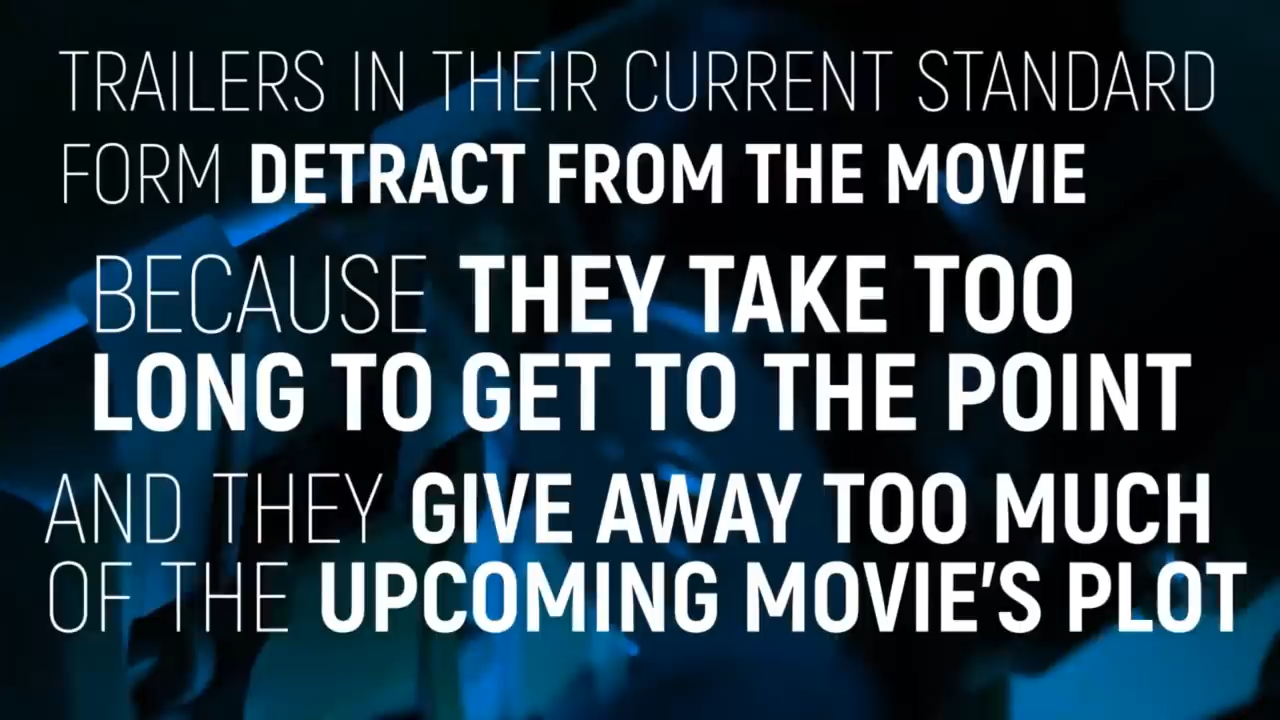 TRAILERS IN THEIR CURRENT STANDARD
FORM DETRACT FROM THE MOVIE
BECAUSE THEY TAKE TOO
LONG TO GET TO THE POINT
AND THEY GIVE AWAY TOO MUCH
OF THE UPCOMING MOVIE'S PLOT